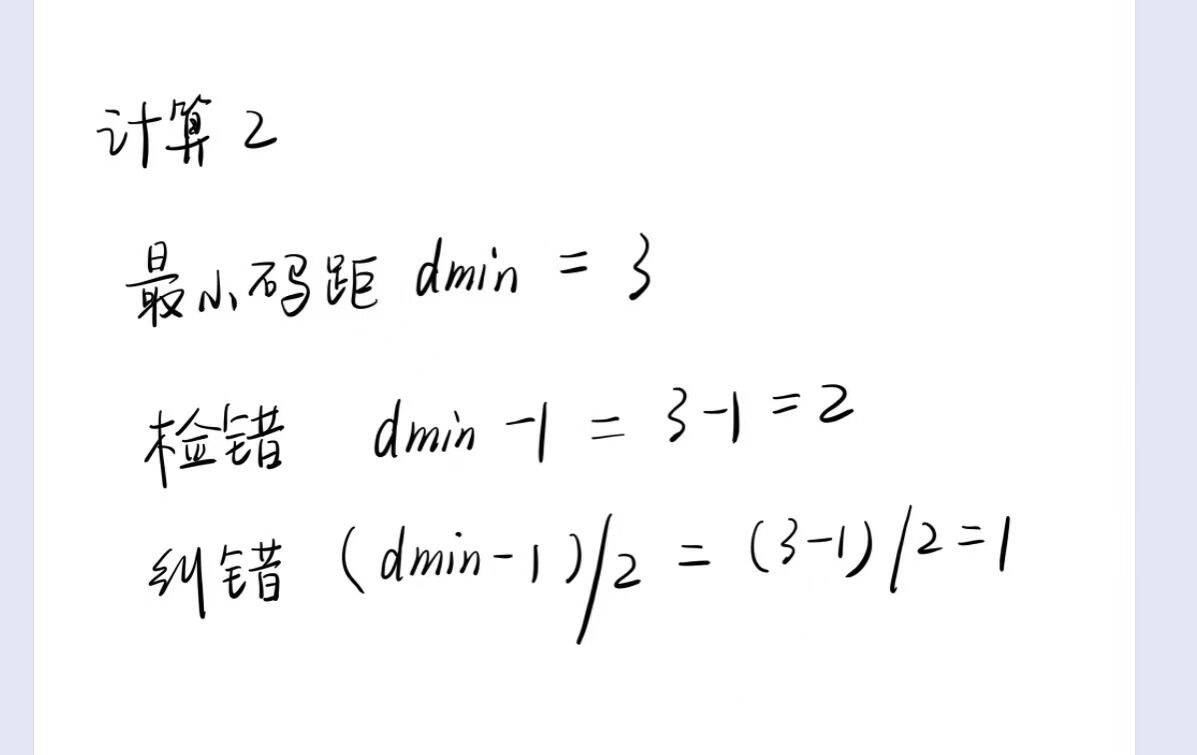 计算2
最小码距 dmin = 3
检错 dmin -1 = 3-1 =2
纠错 (dmin-1)/2 = (3-1)/2=1